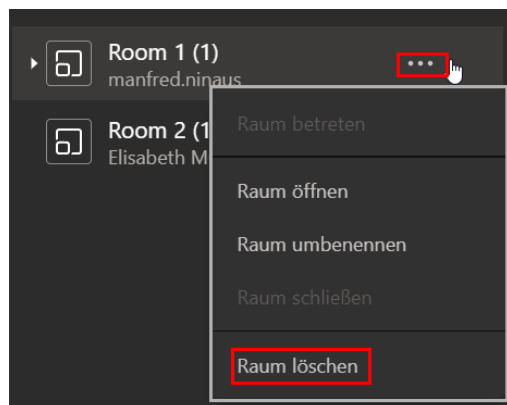 Room 1 (1)
manfred.ninaus
Room 2 (1
Elisabeth M
Raum betreten
Raum öffnen
Raum umbenennen
Raum schließen
Raum löschen